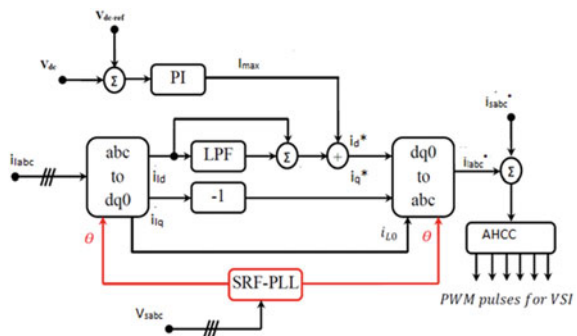 Vdc-ref
Vdc
Σ
PI
Imax
ilabc
abc
to
dq0
ild
LPF
Σ
+
id*
iq*
ilq
-1
dq0
to
abc
ilabc*
isabc*
Σ
AHCC
θ
iL0
θ
SRF-PLL
Vsabc
PWM pulses for VSI